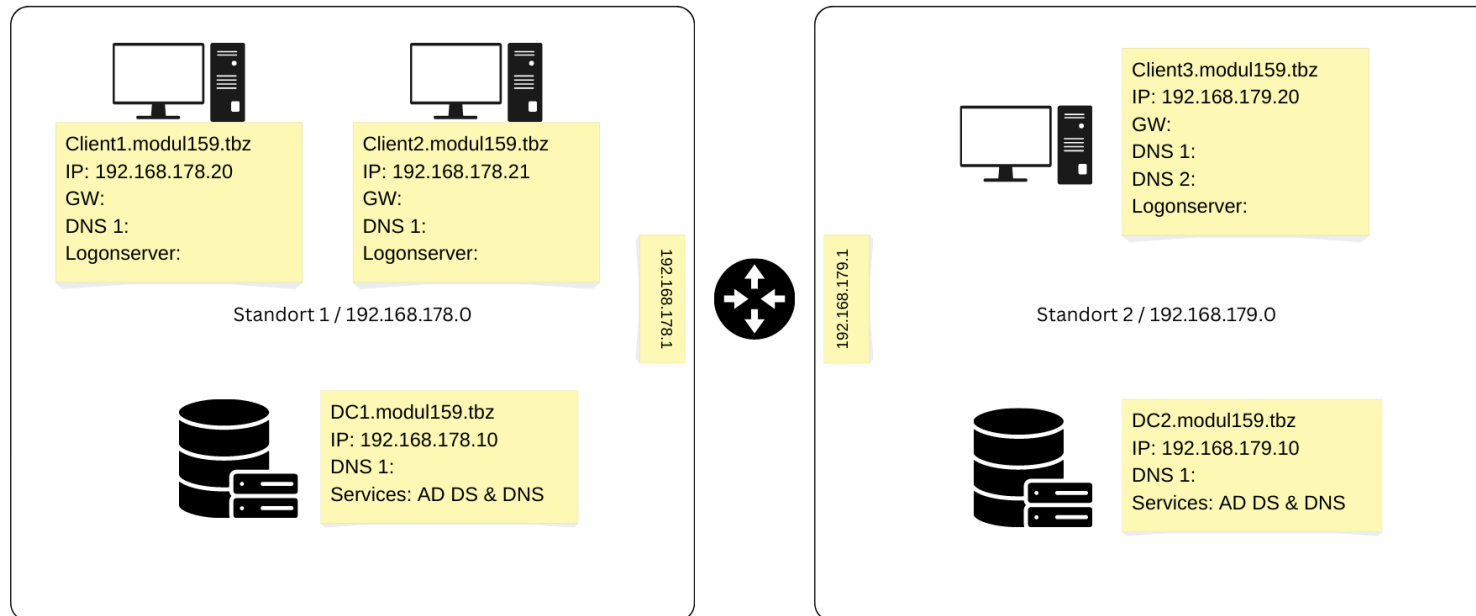 Client1.modul159.tbz
IP: 192.168.178.20
GW:
DNS 1:
Logonserver:
Client2.modul159.tbz
IP: 192.168.178.21
GW:
DNS 1:
Logonserver:
192.168.178.1
Standort 1 / 192.168.178.0
DC1.modul159.tbz
IP: 192.168.178.10
DNS 1:
Services: AD DS & DNS
192.168.179.1
Client3.modul159.tbz
IP: 192.168.179.20
GW:
DNS 1:
DNS 2:
Logonserver:
Standort 2 / 192.168.179.0
DC2.modul159.tbz
IP: 192.168.179.10
DNS 1:
Services: AD DS & DNS